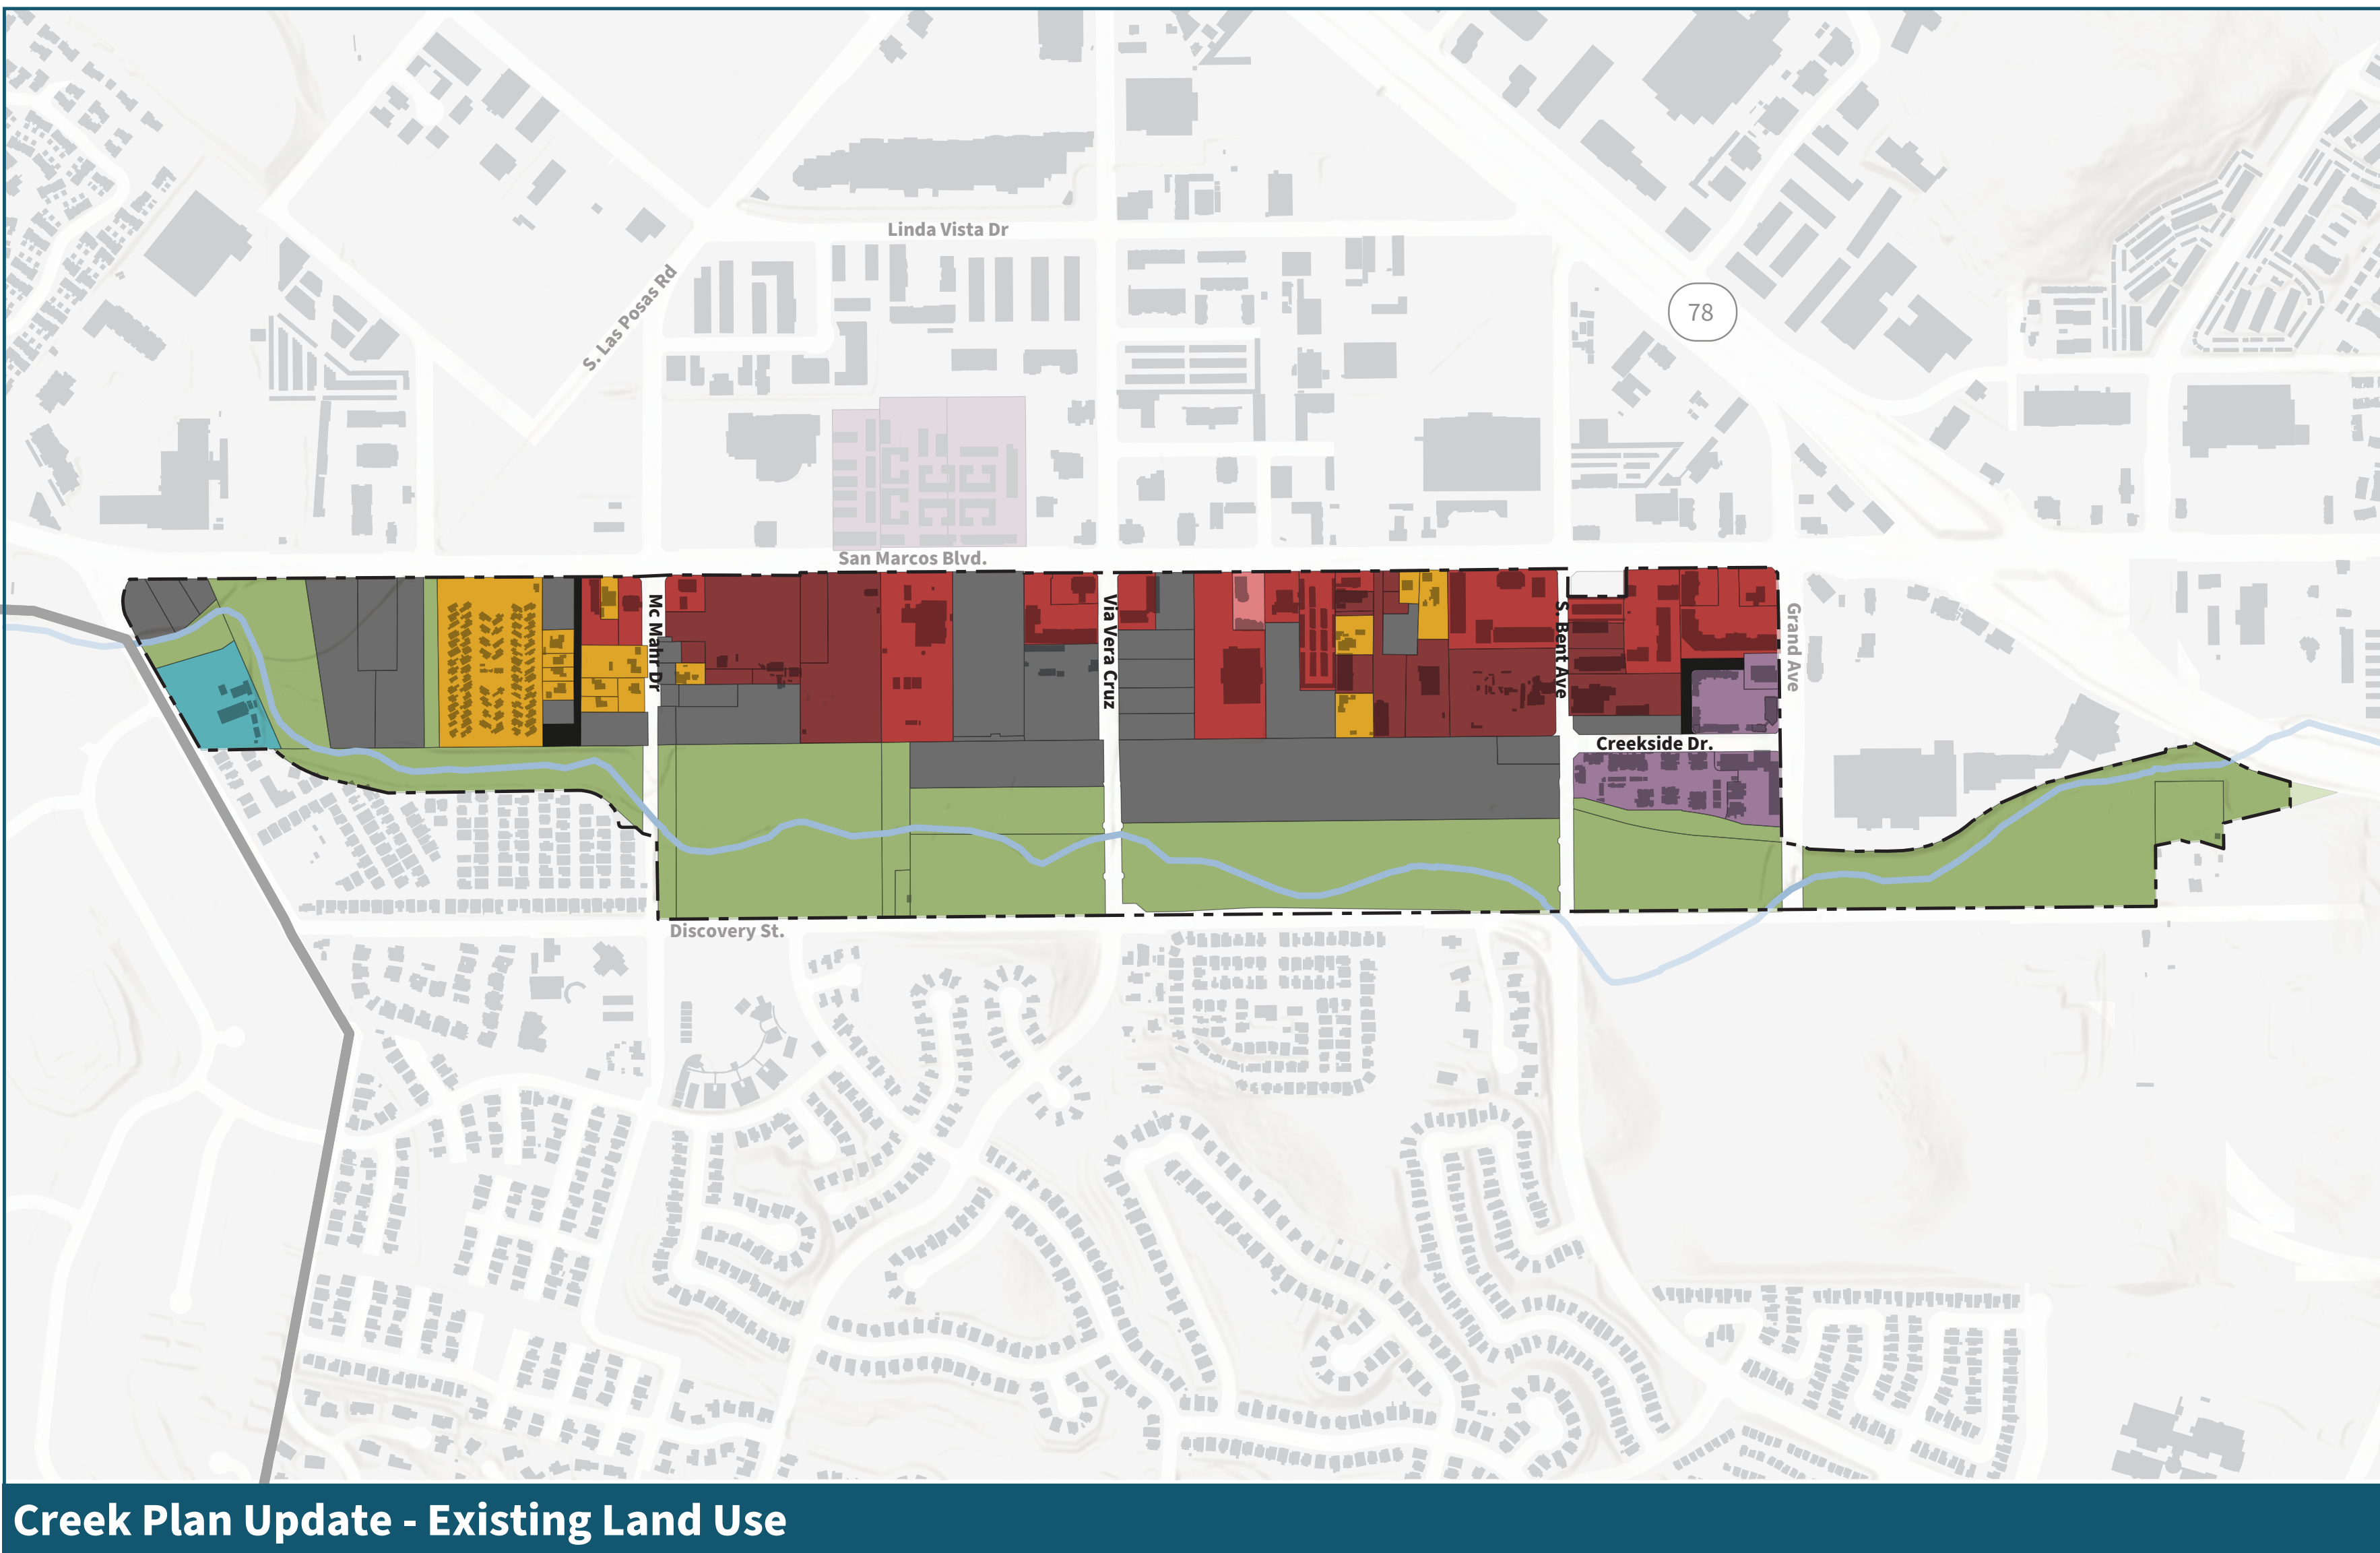 Linda Vista Dr
78
S. Las Posas Rd
San Marcos Blvd.
Mc Mahr Dr
Via Vera Cruz
S. Bent Ave
Grand Ave
Creekside Dr.
Discovery St.
Creek Plan Update - Existing Land Use